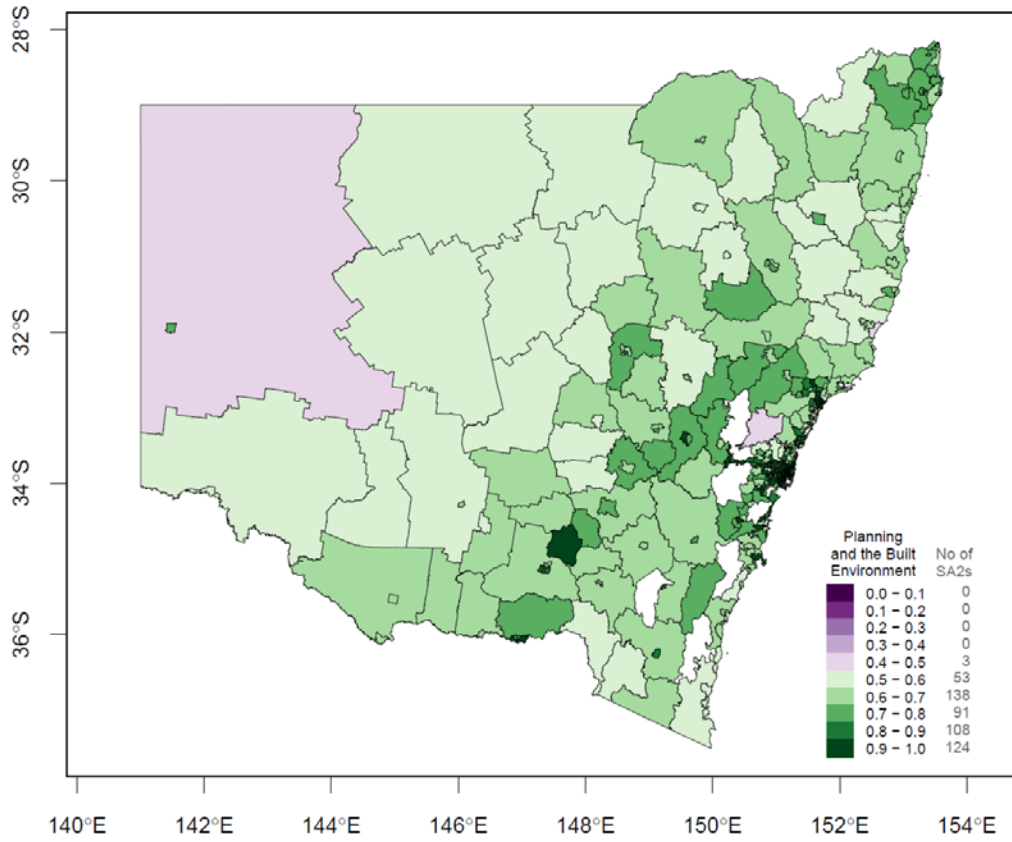 28°S
30°S
32°S
34°S
36°S
Planning
and the Built
Environment
No of
SA2s
0.0 − 0.1 0
0.1 − 0.2 0
0.2 − 0.3 0
0.3 − 0.4 0
0.4 − 0.5 3
0.5 − 0.6 53
0.6 − 0.7 138
0.7 − 0.8 91
0.8 − 0.9 108
0.9 − 1.0 124
140°E 142°E 144°E 146°E 148°E 150°E 152°E 154°E